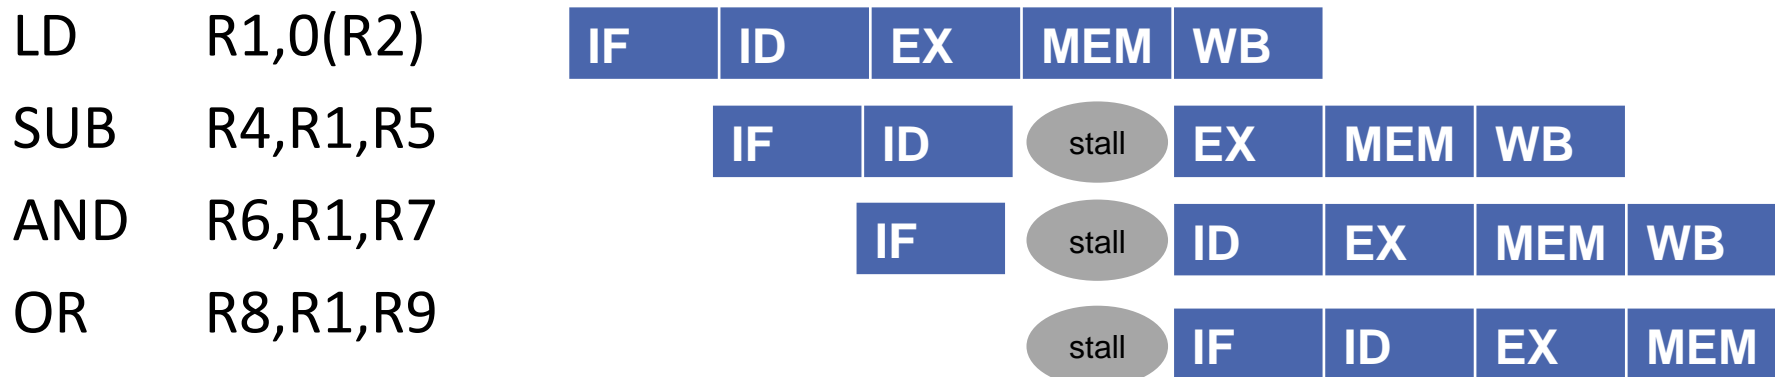 LD R1,0(R2) IF ID EX MEM WB
SUB R4,R1,R5 IF ID stall EX MEM WB
AND R6,R1,R7 IF stall ID EX MEM WB
OR R8,R1,R9 stall IF ID EX MEM